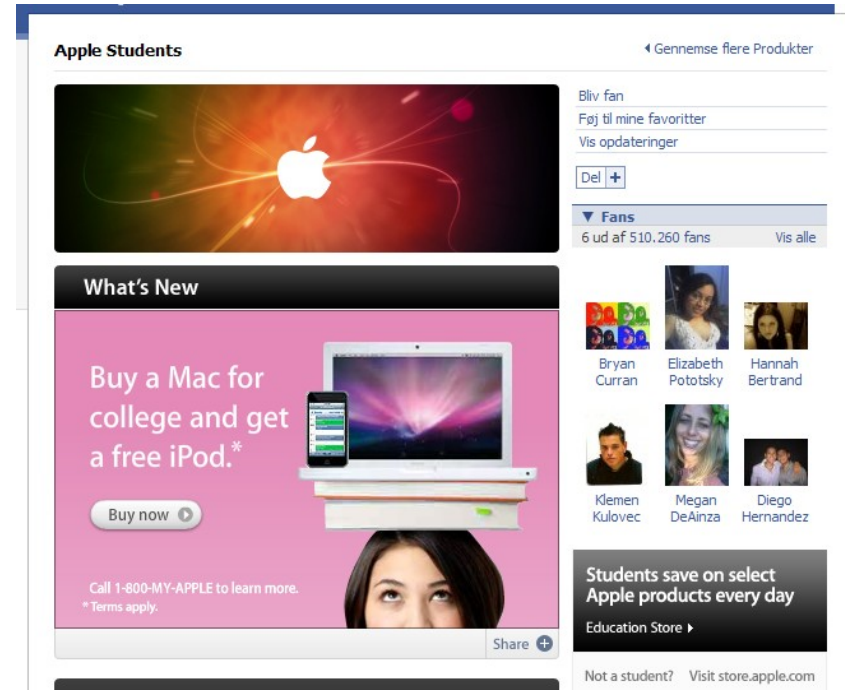 Apple Students
Gennemse flere Produkter
What's New
Buy a Mac for
college and get
a free iPod.*
Buy now
Call 1-800-MY-APPLE to learn more.
* Terms apply.
Share
Bliv fan
Føj til mine favoritter
Vis opdateringer
Del +
Fans
6 ud af 510.260 fans
Vis alle
Bryan
Curran
Elizabeth
Pototsky
Hannah
Bertrand
Klemen
Kulovec
Megan
DeAinza
Diego
Hernandez
Students save on select
Apple products every day
Education Store
Not a student? Visit store.apple.com